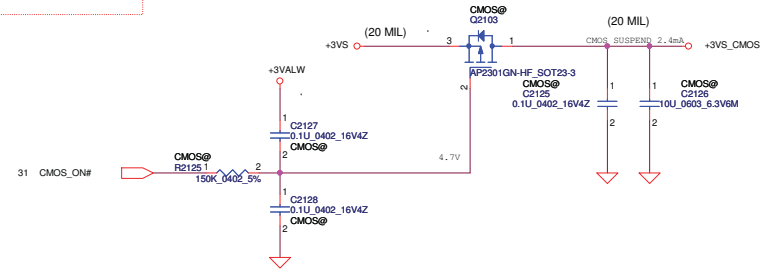 CMOS@
Q2103
(20 MIL)
(20 MIL)
+3VS
3
1
CMOS SUSPEND 2.4mA
+3VS_CMOS
AP2301GN-HF_SOT23-3
2
CMOS@
C2125
0.1U_0402_16V4Z
1
2
CMOS@
C2126
10U_0603_6.3V6M
1
2
+3VALW
1
C2127
0.1U_0402_16V4Z
CMOS@
2
4.7V
31
CMOS_ON#
CMOS@
R2125
1
2
150K_0402_5%
1
C2128
0.1U_0402_16V4Z
CMOS@
2